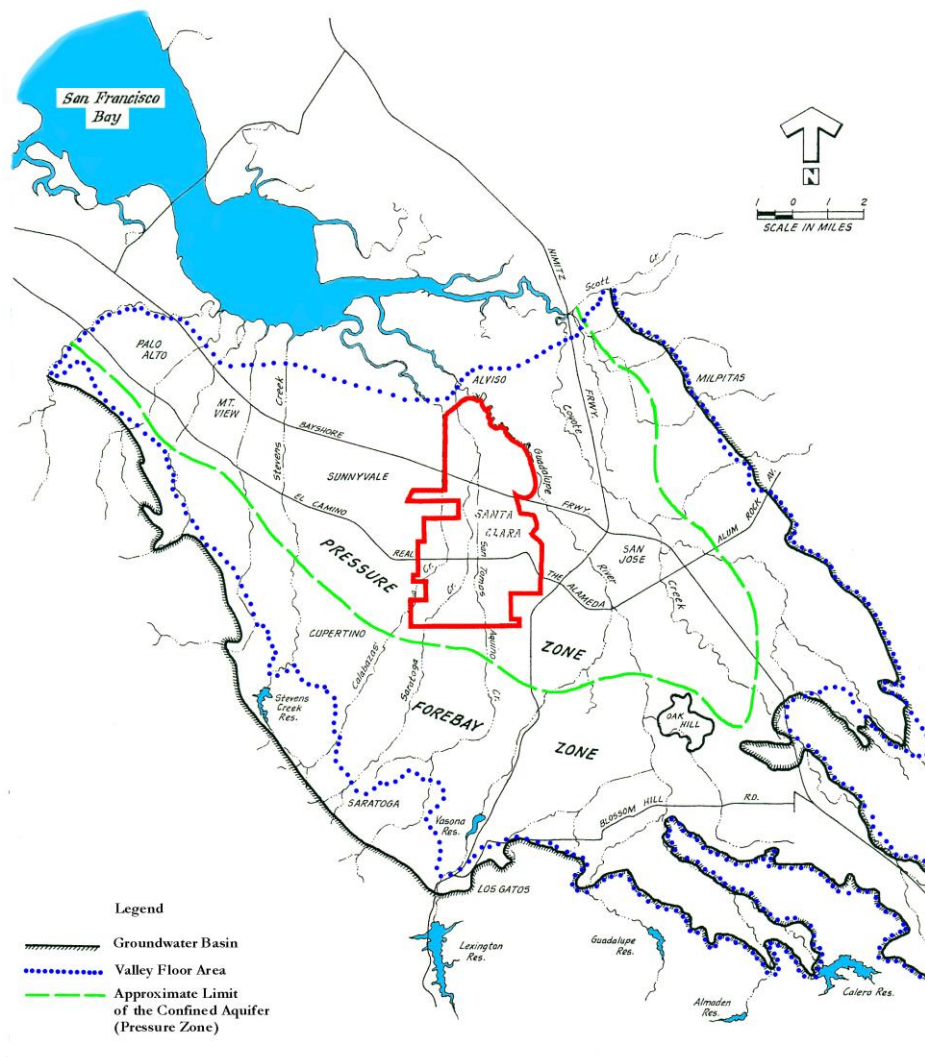 San Francisco
Bay
N
1 0 1 2
SCALE IN MILES
NIMITZ
FRWY.
Scott
Cr.
PALO
ALTO
MT.
VIEW
Stevens
Creek
ALVISO
MILPITAS
Coyote
Creek
BAYSHORE
FRWY.
Guadalupe
River
SUNNYVALE
EL CAMINO
REAL
SANTA
CLARA
SAN
JOSE
ALUM ROCK AV.
THE ALAMEDA
PRESSURE
ZONE
San Tomas
Aquino
Cr.
Cr.
Cr.
CUPERTINO
Calabazas
Saratoga
Stevens
Creek
Res.
FOREBAY
ZONE
OAK
HILL
SARATOGA
Vasona
Res.
BLOSSOM HILL
RD.
LOS GATOS
Lexington
Res.
Guadalupe
Res.
Almaden
Res.
Calero Res.
Legend
Groundwater Basin
Valley Floor Area
Approximate Limit
of the Confined Aquifer
(Pressure Zone)